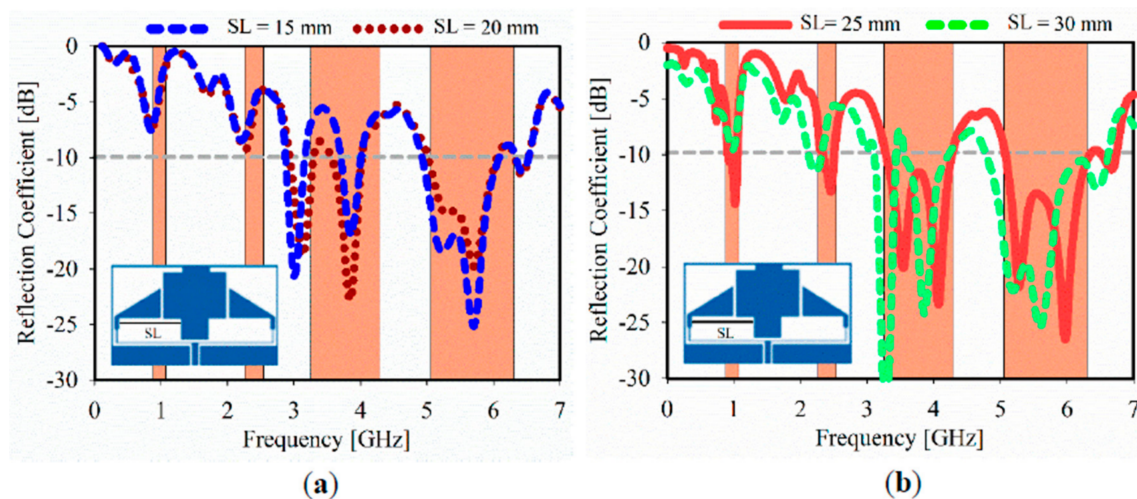 SL = 15 mm SL = 20 mm
Reflection Coefficient [dB]
0
-5
-10
-15
-20
-25
-30
SL
0 1 2 3 4 5 6 7
Frequency [GHz]
(a)
SL= 25 mm SL= 30 mm
Reflection Coefficient [dB]
0
-5
-10
-15
-20
-25
-30
SL
0 1 2 3 4 5 6 7
Frequency [GHz]
(b)